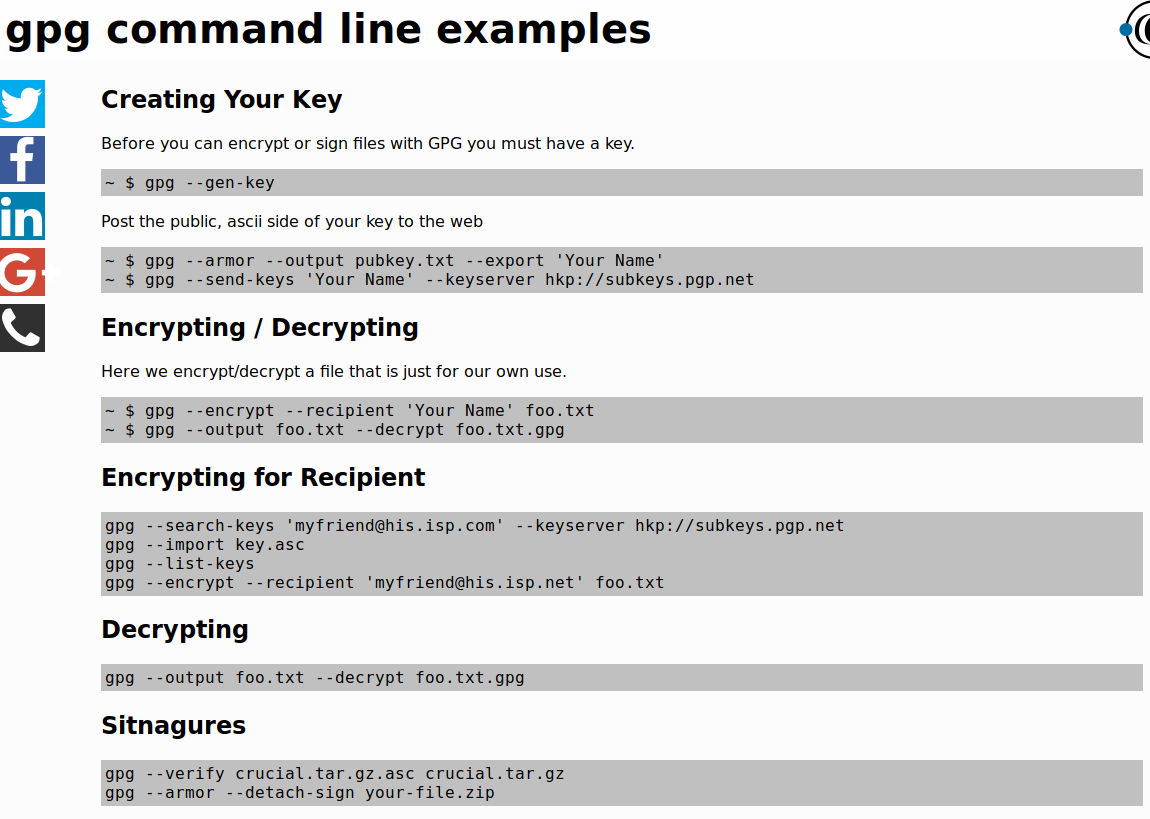 gpg command line examples
Creating Your Key
Before you can encrypt or sign files with GPG you must have a key.
~ $ gpg --gen-key
Post the public, ascii side of your key to the web
~ $ gpg --armor --output pubkey.txt --export 'Your Name'
~ $ gpg --send-keys 'Your Name' --keyserver hkp://subkeys.pgp.net
Encrypting / Decrypting
Here we encrypt/decrypt a file that is just for our own use.
~ $ gpg --encrypt --recipient 'Your Name' foo.txt
~ $ gpg --output foo.txt --decrypt foo.txt.gpg
Encrypting for Recipient
gpg --search-keys 'myfriend@his.isp.com' --keyserver hkp://subkeys.pgp.net
gpg --import key.asc
gpg --list-keys
gpg --encrypt --recipient 'myfriend@his.isp.net' foo.txt
Decrypting
gpg --output foo.txt --decrypt foo.txt.gpg
Sitnagures
gpg --verify crucial.tar.gz.asc crucial.tar.gz
gpg --armor --detach-sign your-file.zip
f
in
G+